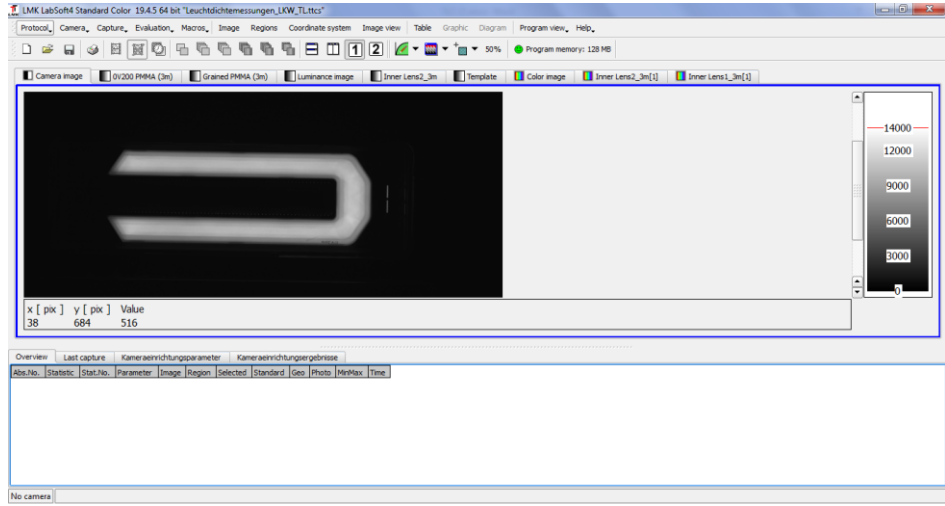 LMK LabSoft4 Standard Color 19.4.5 64 bit "Leuchtdichtemessungen_LKW_TL.ttcs"
Protocol Camera Capture Evaluation Macros Image Regions Coordinate system Image view Table Graphic Diagram Program view Help
1 2 50% Program memory: 128 MB
Camera image OV200 PMMA (3m) Grained PMMA (3m) Luminance image Inner Lens2_3m Template Color image Inner Lens2_3m[1] Inner Lens1_3m[1]
14000
12000
9000
6000
3000
0
x [ pix ] y [ pix ] Value
38 684 516
Overview Last capture Kameraeinrichtungsparameter Kameraeinrichtungsergebnisse
Abs.No. Statistic Stat.No. Parameter Image Region Selected Standard Geo Photo MinMax Time
No camera